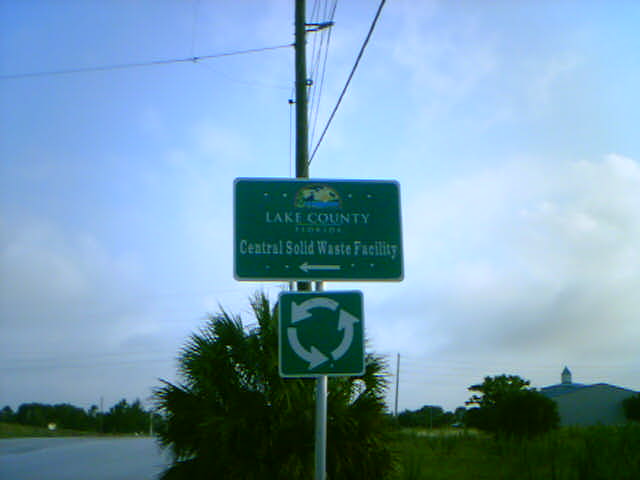 LAKE COUNTY
FLORIDA
Central Solid Waste Facility